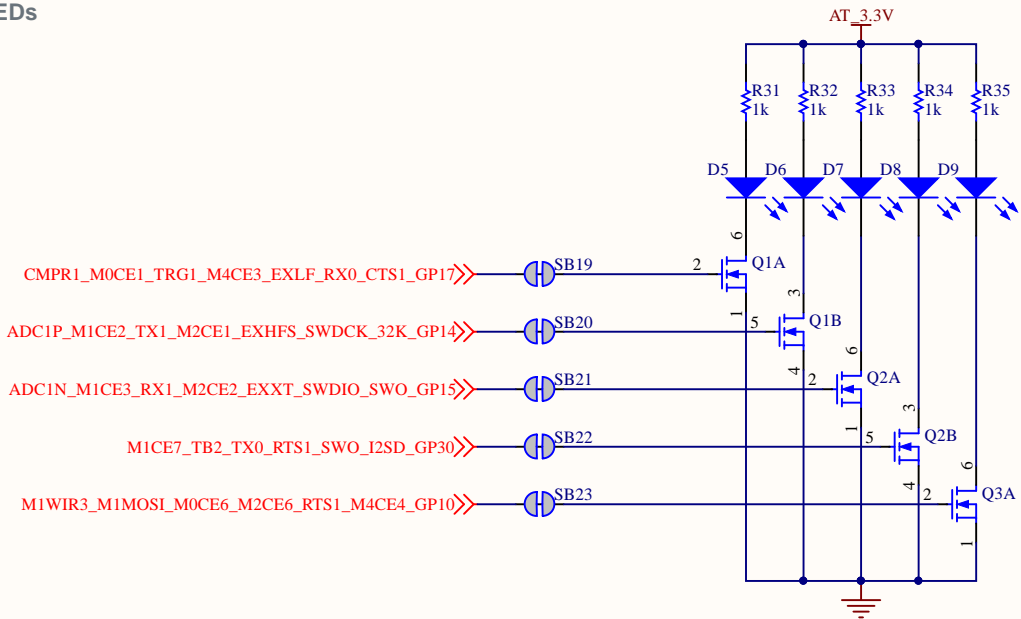 EDs
AT_3.3V
R31 R32 R33 R34 R35
1k 1k 1k 1k 1k
D5 D6 D7 D8 D9
6
CMPR1_M0CE1_TRG1_M4CE3_EXLF_RX0_CTS1_GP17 SB19 2 Q1A
1
3
ADC1P_M1CE2_TX1_M2CE1_EXHFS_SWDCK_32K_GP14 SB20 5 Q1B
4
6
ADC1N_M1CE3_RX1_M2CE2_EXXT_SWDIO_SWO_GP15 SB21 2 Q2A
1
3
M1CE7_TB2_TX0_RTS1_SWO_I2SD_GP30 SB22 5 Q2B
4
6
M1WIR3_M1MOSI_M0CE6_M2CE6_RTS1_M4CE4_GP10 SB23 2 Q3A
1